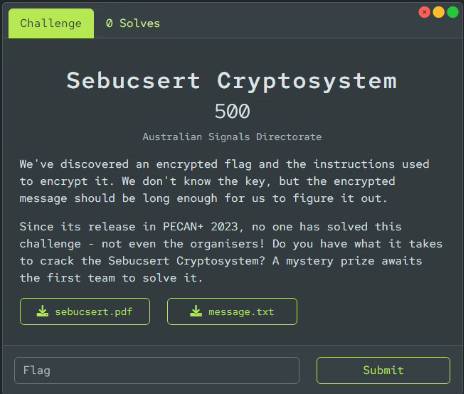 Challenge
0 Solves
Sebucsert Cryptosystem
500
Australian Signals Directorate
We've discovered an encrypted flag and the instructions used
to encrypt it. We don't know the key, but the encrypted
message should be long enough for us to figure it out.
Since its release in PECAN+ 2023, no one has solved this
challenge - not even the organisers! Do you have what it takes
to crack the Sebucsert Cryptosystem? A mystery prize awaits
the first team to solve it.
sebucsert.pdf
message.txt
Flag
Submit